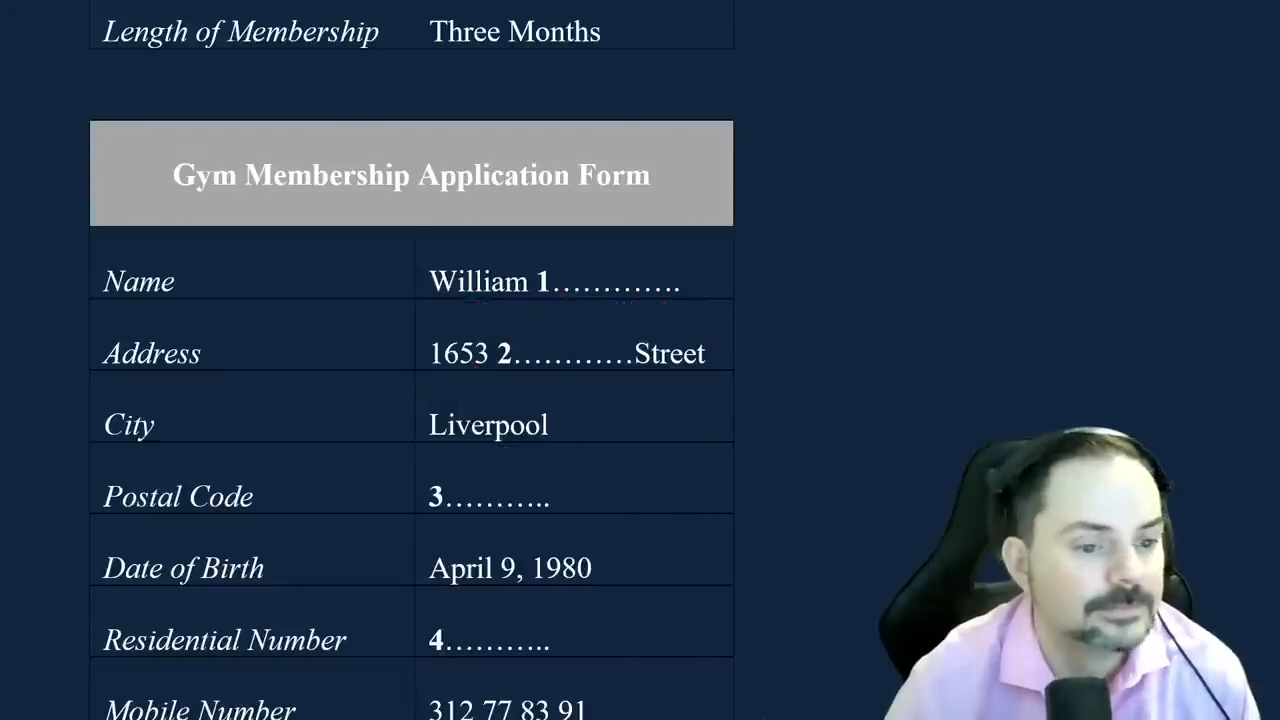 Length of Membership Three Months
Gym Membership Application Form
Name William 1………….
Address 1653 2…………Street
City Liverpool
Postal Code 3………..
Date of Birth April 9, 1980
Residential Number 4………..
Mobile Number 312 77 83 91